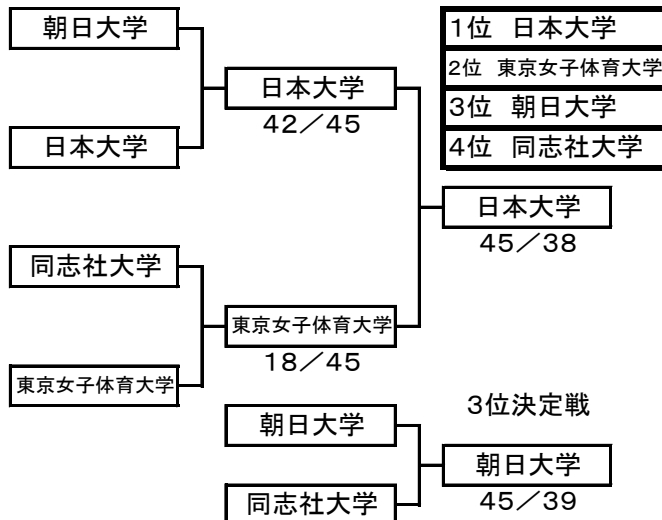 朝日大学
1位 日本大学
2位 東京女子体育大学
3位 朝日大学
4位 同志社大学
日本大学
42／45
日本大学
日本大学
45／38
同志社大学
東京女子体育大学
18／45
東京女子体育大学
3位決定戦
朝日大学
朝日大学
45／39
同志社大学